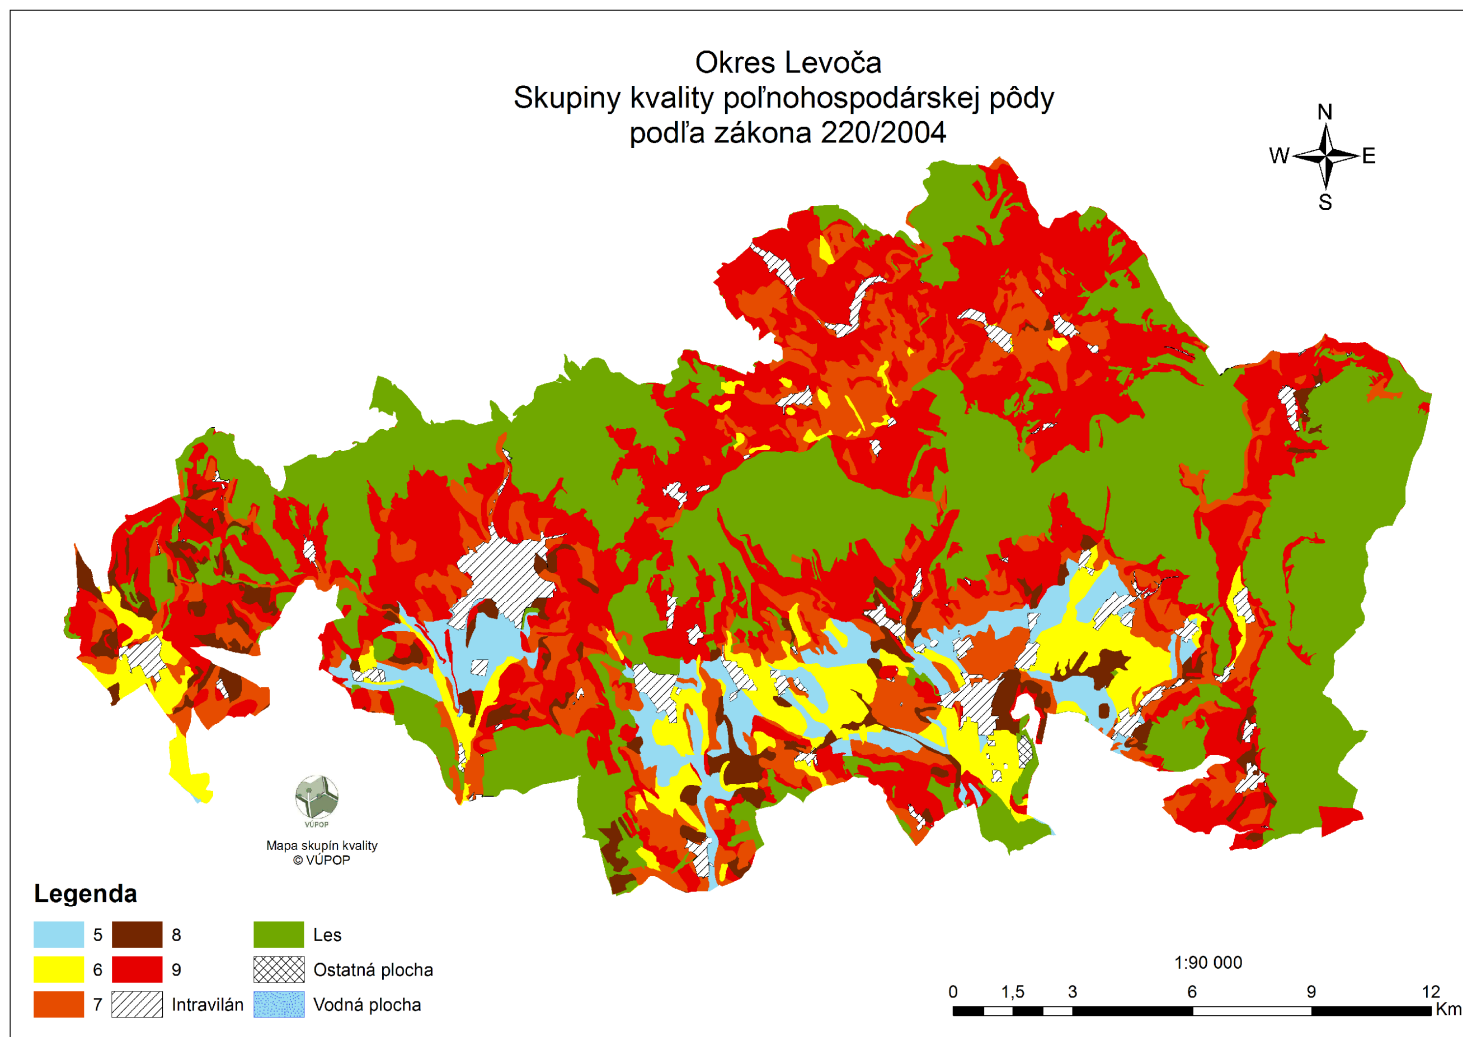 Okres Levoča
Skupiny kvality poľnohospodárskej pôdy
podľa zákona 220/2004
N
W E
S
VÚPOP
Mapa skupín kvality
© VÚPOP
Legenda
5 8 Les
6 9 Ostatná plocha
7 Intravilán Vodná plocha
1:90 000
0 1,5 3 6 9 12
Km